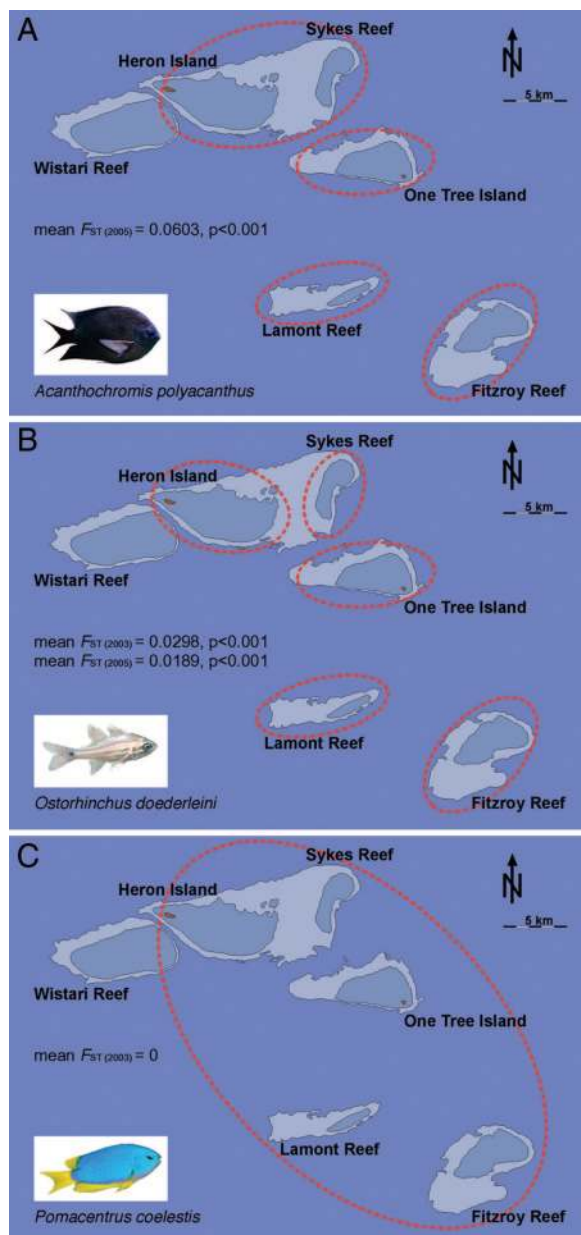 A
Sykes Reef
Heron Island
N
5 km
Wistari Reef
One Tree Island
mean FST (2005) = 0.0603, p<0.001
Lamont Reef
Fitzroy Reef
Acanthochromis polyacanthus
B
Sykes Reef
Heron Island
N
5 km
Wistari Reef
One Tree Island
mean FST (2003) = 0.0298, p<0.001
mean FST (2005) = 0.0189, p<0.001
Lamont Reef
Fitzroy Reef
Ostorhinchus doederleini
C
Sykes Reef
Heron Island
N
5 km
Wistari Reef
One Tree Island
mean FST (2003) = 0
Lamont Reef
Fitzroy Reef
Pomacentrus coelestis